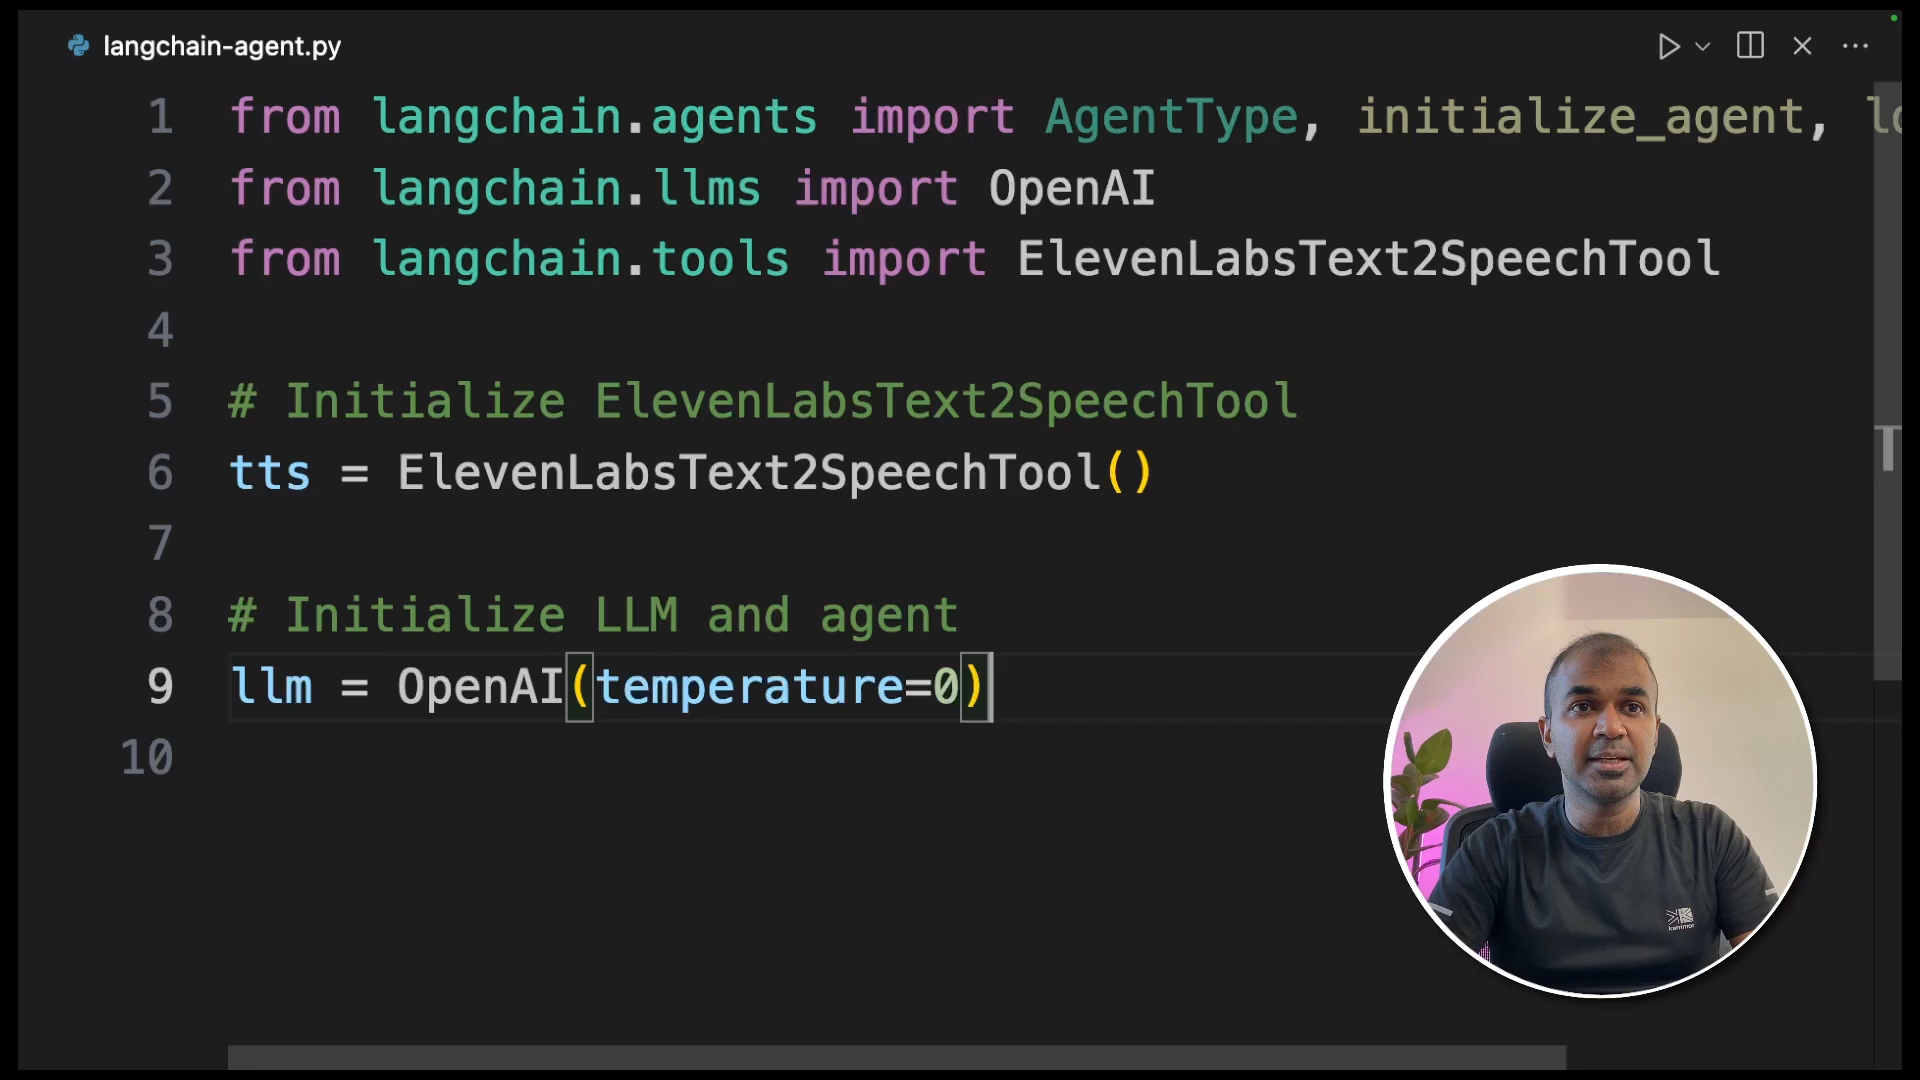 langchain-agent.py
1 from langchain.agents import AgentType, initialize_agent,
2 from langchain.llms import OpenAI
3 from langchain.tools import ElevenLabsText2SpeechTool
4
5 # Initialize ElevenLabsText2SpeechTool
6 tts = ElevenLabsText2SpeechTool()
7
8 # Initialize LLM and agent
9 llm = OpenAI(temperature=0)
10
karrimor